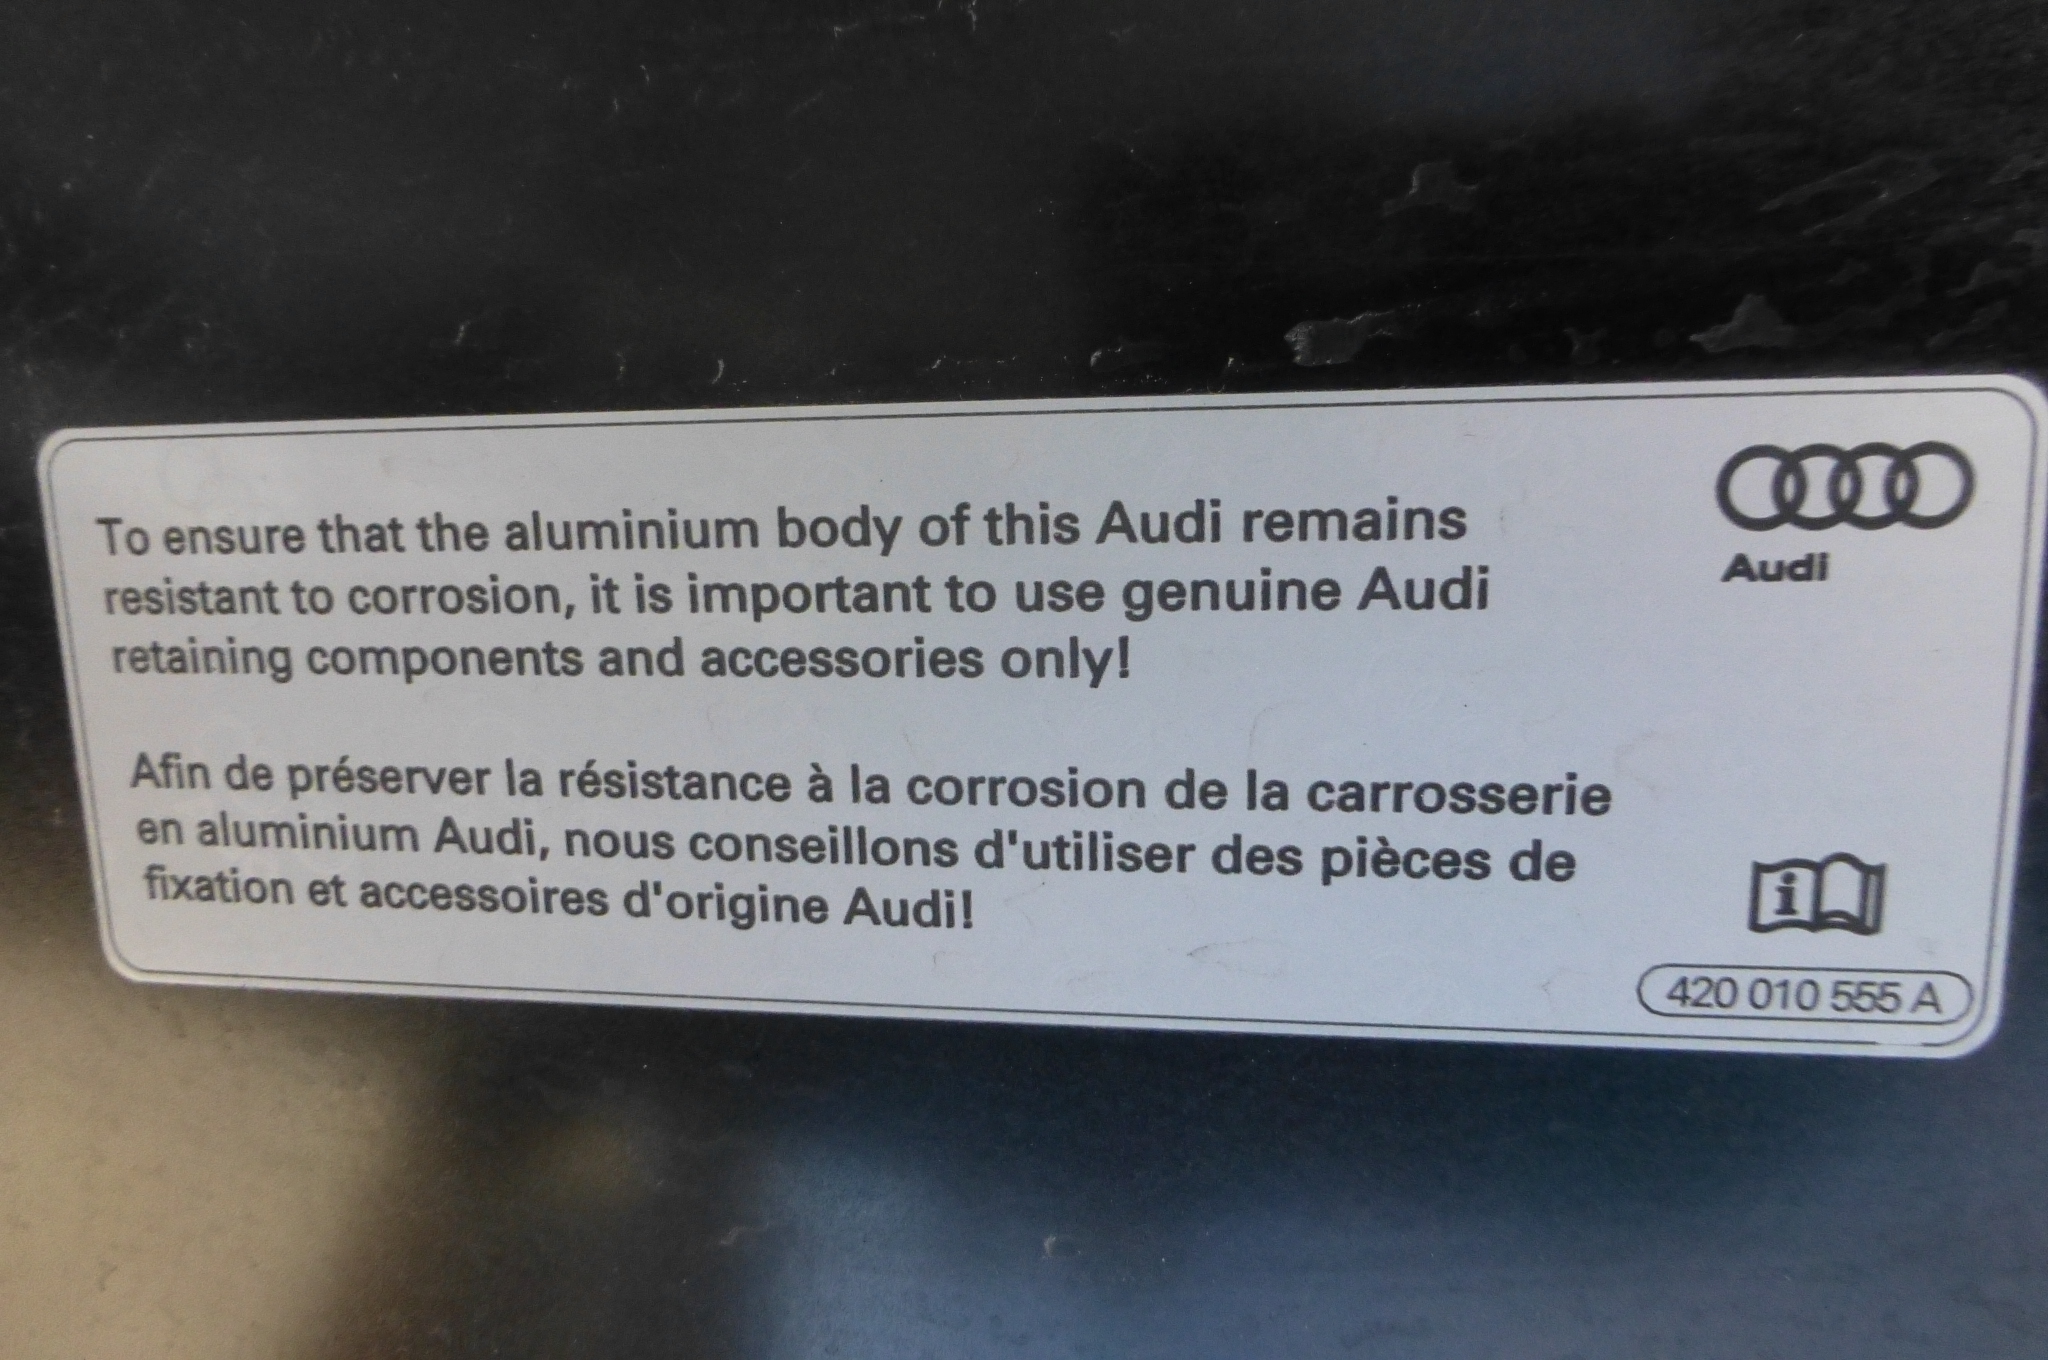 To ensure that the aluminium body of this Audi remains
resistant to corrosion, it is important to use genuine Audi
retaining components and accessories only!
Audi
Afin de préserver la résistance à la corrosion de la carrosserie
en aluminium Audi, nous conseillons d'utiliser des pièces de
fixation et accessoires d'origine Audi!
i
420 010 555 A